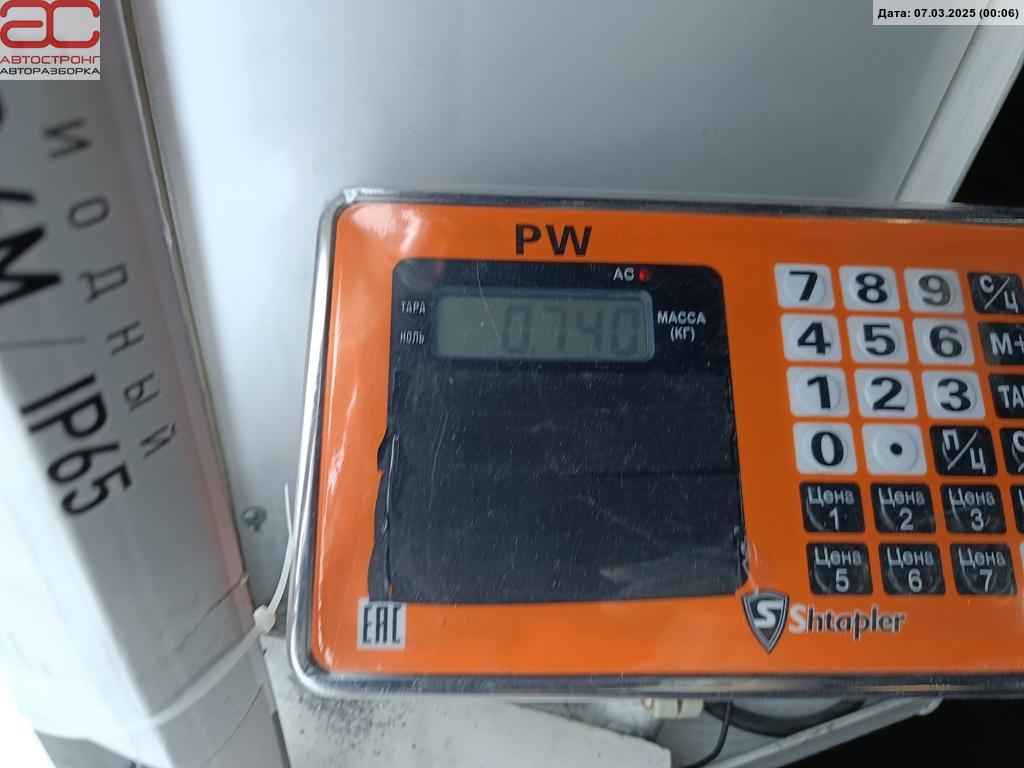 ас
АВТОСТРОНГ
АВТОРАЗБОРКА
Дата: 07.03.2025 (00:06)
иодный
/ IP65
PW
AC
ТАРА
НОЛЬ
0.740
МАССА
(КГ)
7 8 9 С/Ц
4 5 6 M+
1 2 3
0 • П/Ц
Цена 1 Цена 2 Цена 3
Цена 5 Цена 6 Цена 7
EAC
S Shtapler